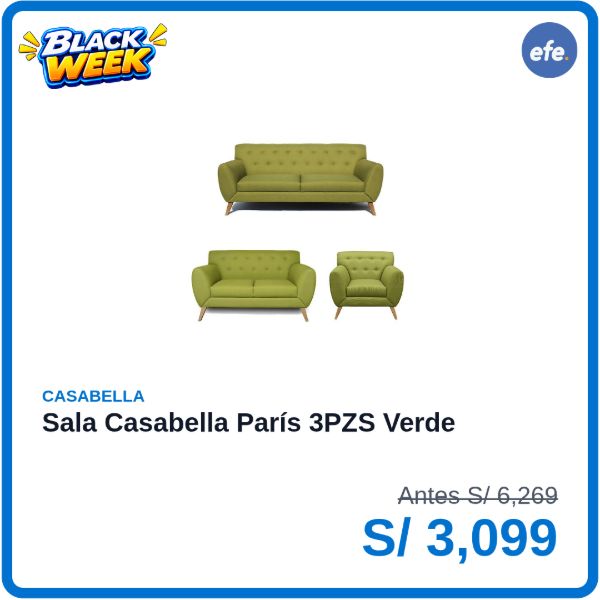 BLACK
WEEK
efe.
CASABELLA
Sala Casabella París 3PZS Verde
Antes S/ 6,269
S/ 3,099